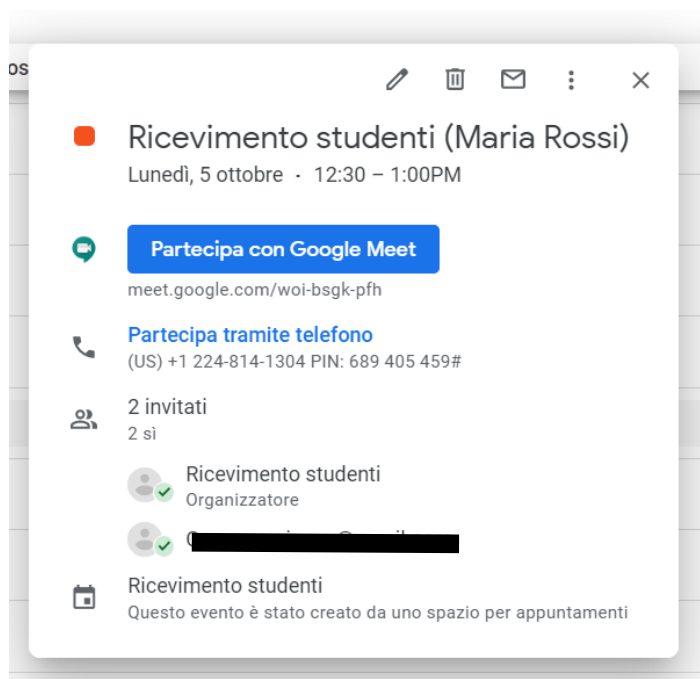 os
Ricevimento studenti (Maria Rossi)
Lunedì, 5 ottobre · 12:30 – 1:00PM
Partecipa con Google Meet
meet.google.com/woi-bsgk-pfh
Partecipa tramite telefono
(US) +1 224-814-1304 PIN: 689 405 459#
2 invitati
2 sì
Ricevimento studenti
Organizzatore
Ricevimento studenti
Questo evento è stato creato da uno spazio per appuntamenti